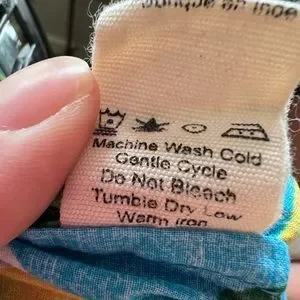 Machine Wash Cold
Gentle Cycle
Do Not Bleach
Tumble Dry Low
Warm Iron